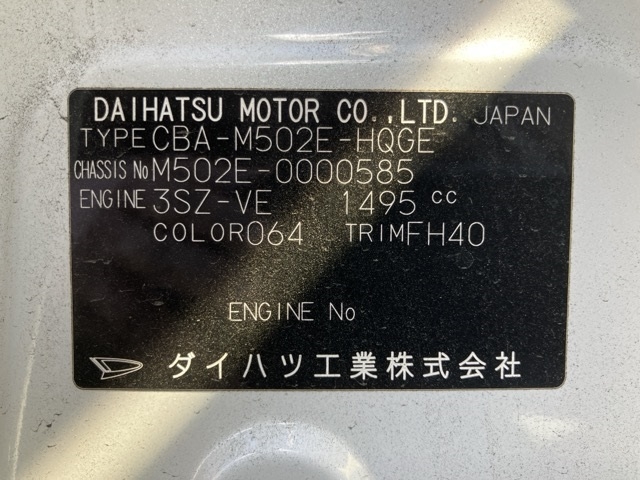 DAIHATSU MOTOR CO.,LTD. JAPAN
TYPE CBA-M502E-HQGE
CHASSIS No M502E-0000585
ENGINE 3SZ-VE 1495 cc
COLOR 064 TRIM FH40
ENGINE No
ダイハツ工業株式会社